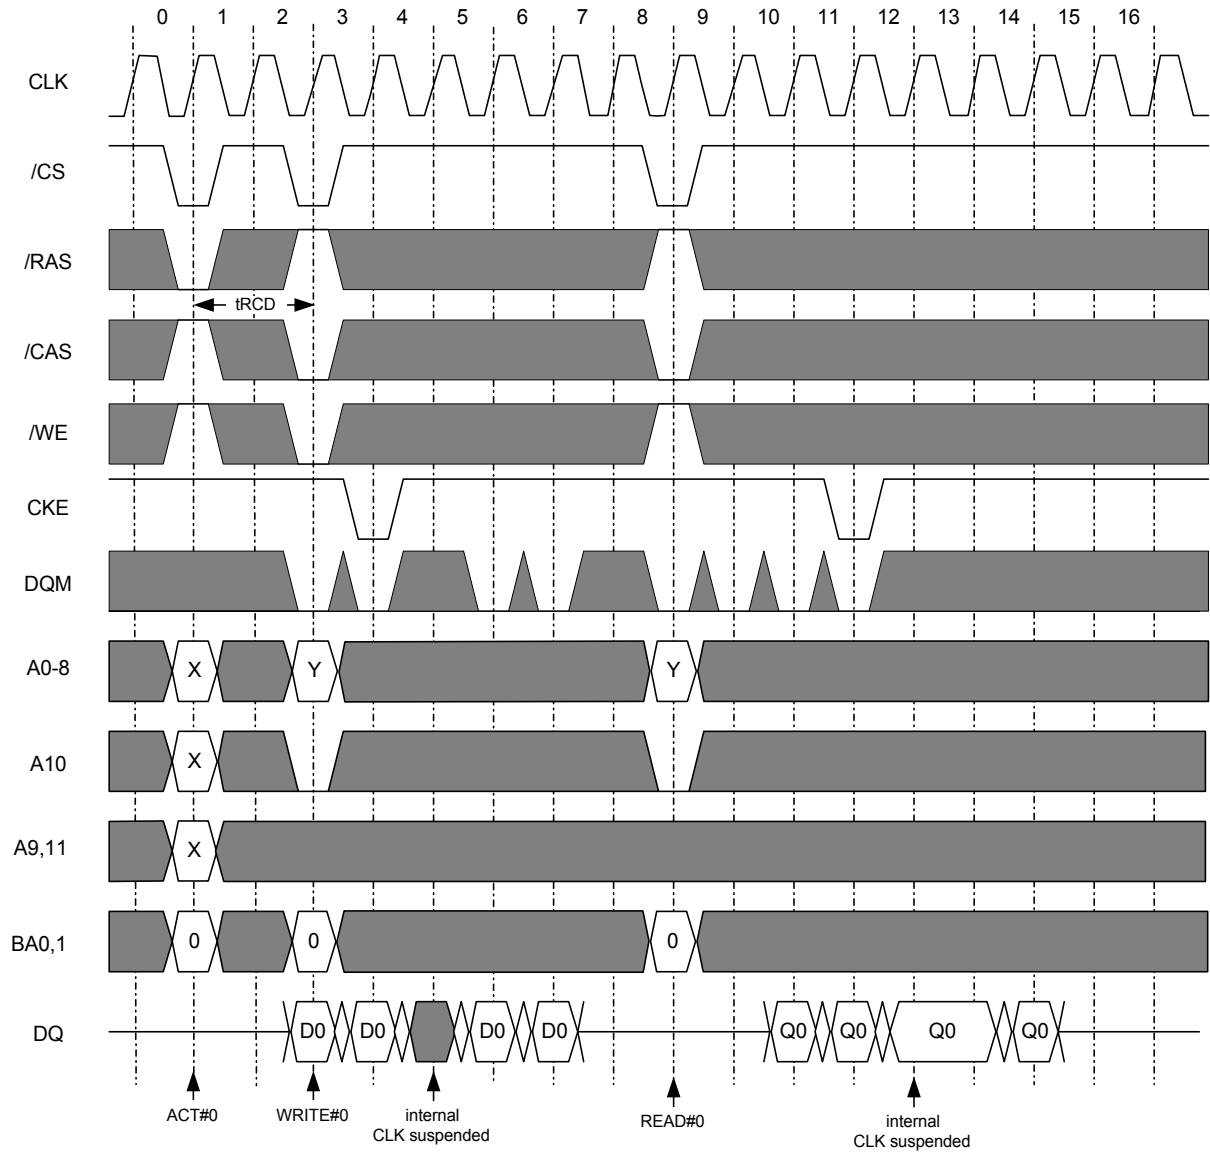 0 1 2 3 4 5 6 7 8 9 10 11 12 13 14 15 16
CLK
/CS
/RAS
tRCD
/CAS
/WE
CKE
DQM
A0-8 X Y Y
A10 X
A9,11 X
BA0,1 0 0 0
DQ D0 D0 D0 D0 Q0 Q0 Q0 Q0
ACT#0 WRITE#0 internal READ#0 internal
CLK suspended CLK suspended